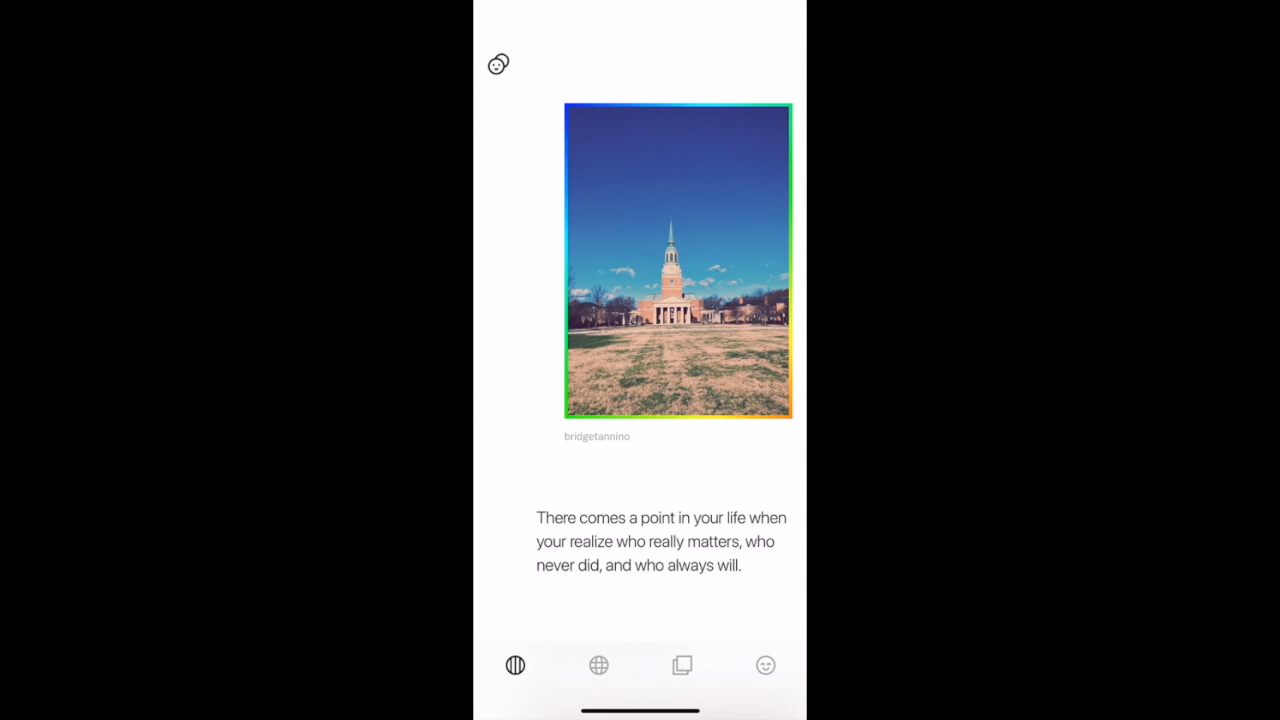 bridgetannino
There comes a point in your life when
your realize who really matters, who
never did, and who always will.